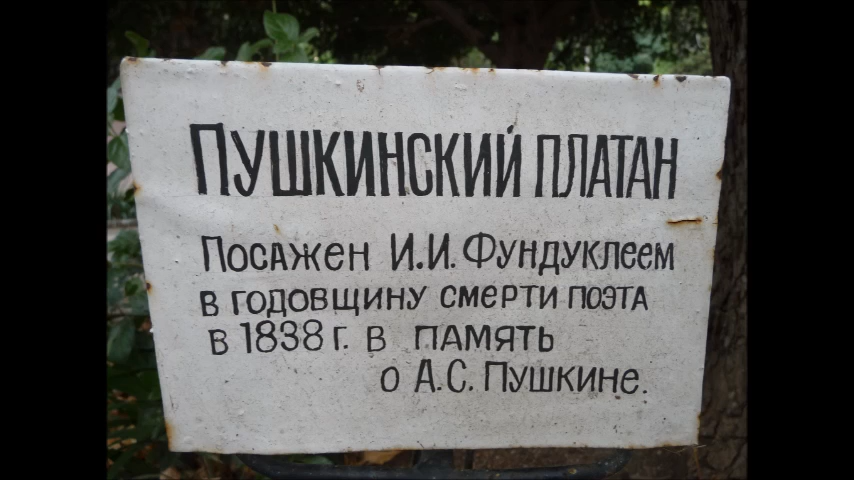 ПУШКИНСКИЙ ПЛАТАН
ПОСАЖЕН И.И. ФУНДУКЛЕЕМ
В ГОДОВЩИНУ СМЕРТИ ПОЭТА
В 1838 Г. В ПАМЯТЬ
О А.С. ПУШКИНЕ.